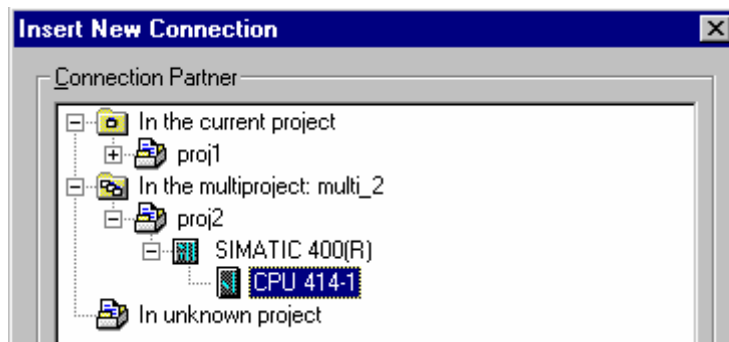 Insert New Connection
Connection Partner
In the current project
proj1
In the multiproject: multi_2
proj2
SIMATIC 400(R)
CPU 414-1
In unknown project